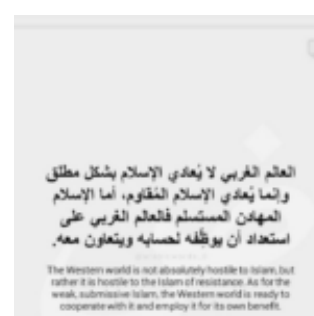 العالم الغربي لا يُعادي الإسلام بشكل مطلق
وإنما يُعادي الإسلام المُقاوم، أما الإسلام
المهادن المستسلم فالعالم الغربي على
استعداد أن يوظّفه لحسابه ويتعاون معه.
The Western world is not absolutely hostile to Islam, but
rather it is hostile to the Islam of resistance. As for the
weak, submissive Islam, the Western world is ready to
cooperate with it and employ it for its own benefit.